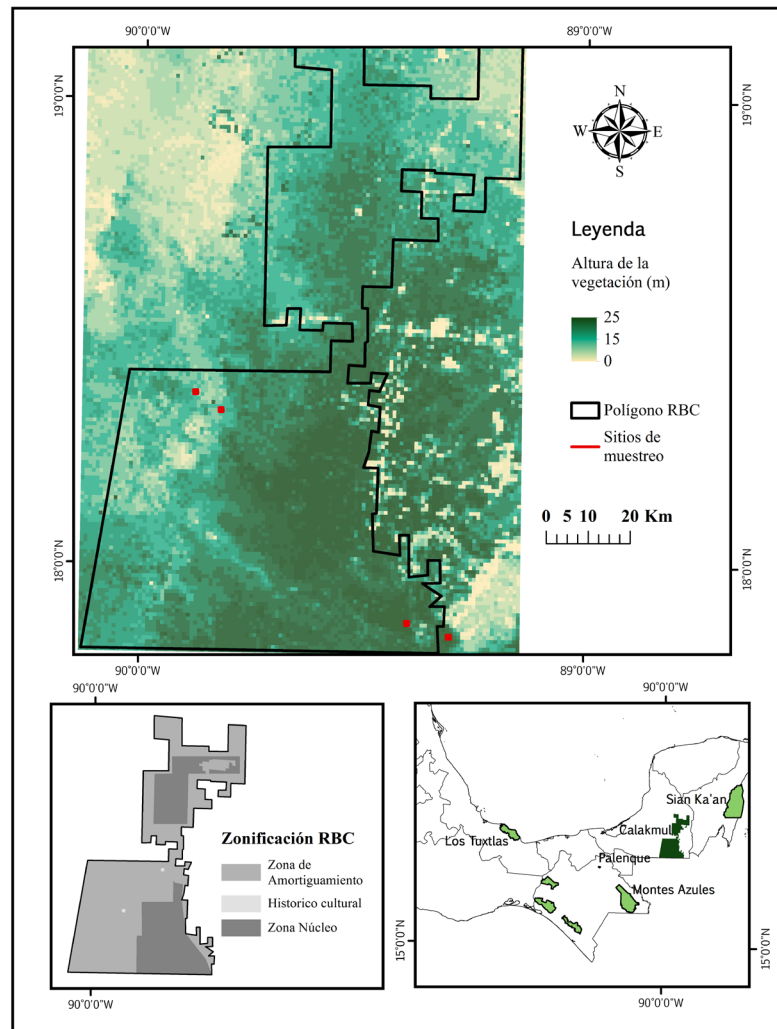 90°0'0"W
89°0'0"W
19°0'0"N
19°0'0"N
N
W
E
S
Leyenda
Altura de la
vegetación (m)
25
15
0
Polígono RBC
Sitios de
muestreo
0 5 10 20 Km
18°0'0"N
18°0'0"N
90°0'0"W
89°0'0"W
90°0'0"W
Zonificación RBC
Zona de
Amortiguamiento
Historico cultural
Zona Núcleo
90°0'0"W
90°0'0"W
Sian Ka'an
Calakmul
Los Tuxtlas
Palenque
Montes Azules
15°0'0"N
15°0'0"N
90°0'0"W